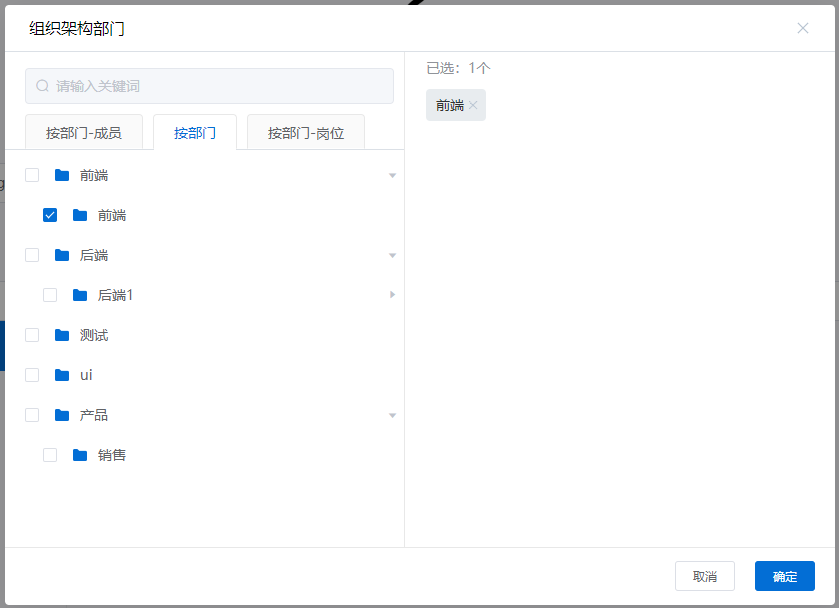 组织架构部门
请输入关键词
按部门-成员
按部门
按部门-岗位
前端
前端
后端
后端1
测试
ui
产品
销售
已选：1个
前端
取消
确定